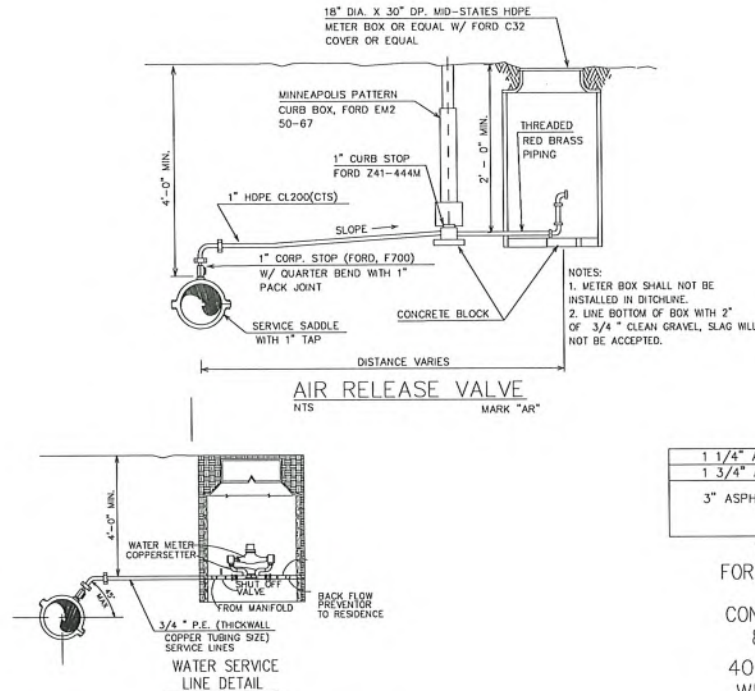 18" DIA. X 30" DP. MID-STATES HDPE
METER BOX OR EQUAL W/ FORD C32
COVER OR EQUAL
MINNEAPOLIS PATTERN
CURB BOX, FORD EM2
50-67
THREADED
RED BRASS
PIPING
4'-0" MIN.
2' - 0" MIN.
1" CURB STOP
FORD Z41-444M
1" HDPE CL200(CTS)
SLOPE
1" CORP. STOP (FORD, F700)
W/ QUARTER BEND WITH 1"
PACK JOINT
NOTES:
1. METER BOX SHALL NOT BE
INSTALLED IN DITCHLINE.
2. LINE BOTTOM OF BOX WITH 2"
OF 3/4 " CLEAN GRAVEL, SLAG WILL
NOT BE ACCEPTED.
CONCRETE BLOCK
SERVICE SADDLE
WITH 1" TAP
DISTANCE VARIES
AIR RELEASE VALVE
NTS MARK "AR"
1 1/4" A
1 3/4" A
3" ASPH
4'-0" MIN.
WATER METER
COPPERSETTER
SHUT OFF
VALVE
FROM MANIFOLD
BACK FLOW
PREVENTOR
TO RESIDENCE
45°
MAX
3/4 " P.E. (THICKWALL
COPPER TUBING SIZE)
SERVICE LINES
WATER SERVICE
LINE DETAIL
FOR
CON
40-